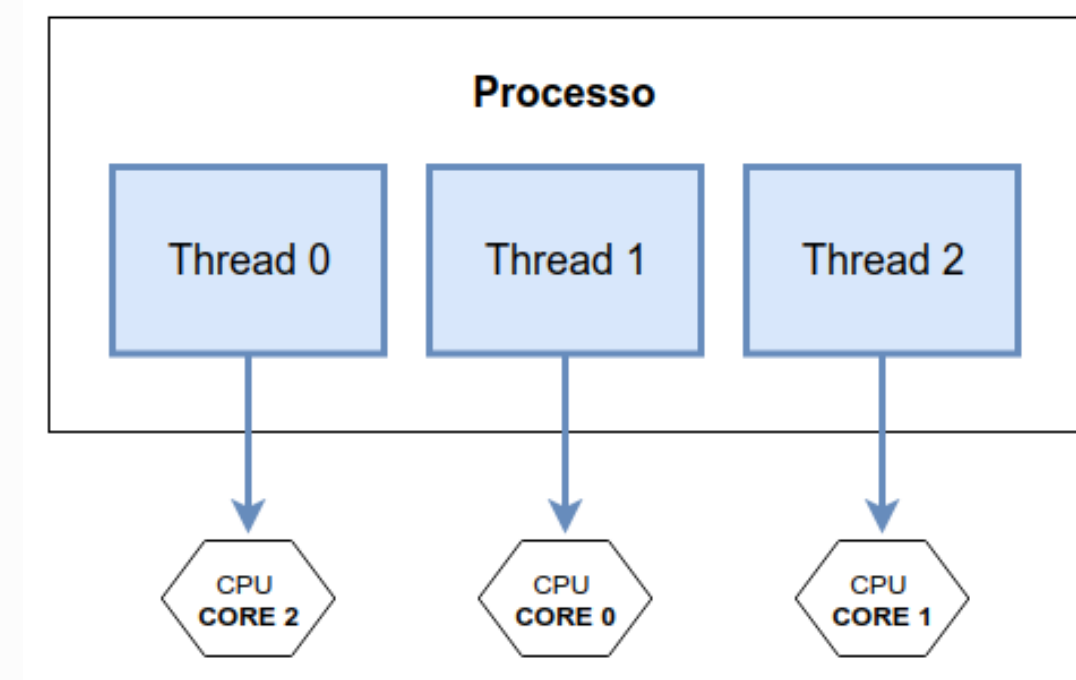 Processo
Thread 0
Thread 1
Thread 2
CPU
CORE 2
CPU
CORE 0
CPU
CORE 1